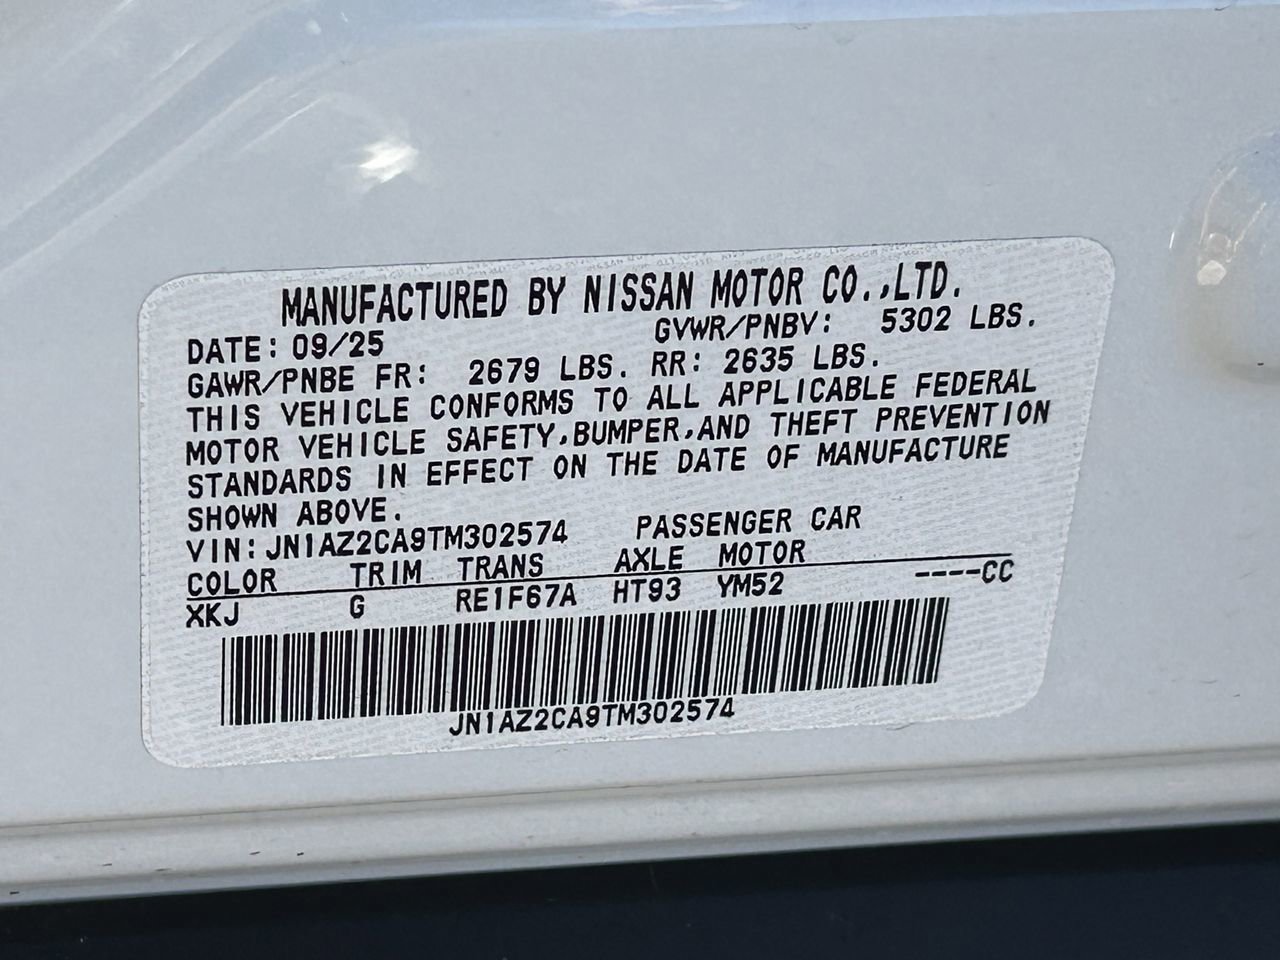 MANUFACTURED BY NISSAN MOTOR CO.,LTD.
DATE: 09/25 GVWR/PNBV: 5302 LBS.
GAWR/PNBE FR: 2679 LBS. RR: 2635 LBS.
THIS VEHICLE CONFORMS TO ALL APPLICABLE FEDERAL
MOTOR VEHICLE SAFETY,BUMPER,AND THEFT PREVENTION
STANDARDS IN EFFECT ON THE DATE OF MANUFACTURE
SHOWN ABOVE.
VIN: JN1AZ2CA9TM302574 PASSENGER CAR
COLOR TRIM TRANS AXLE MOTOR
XKJ G RE1F67A HT93 YM52 ----CC
JN1AZ2CA9TM302574